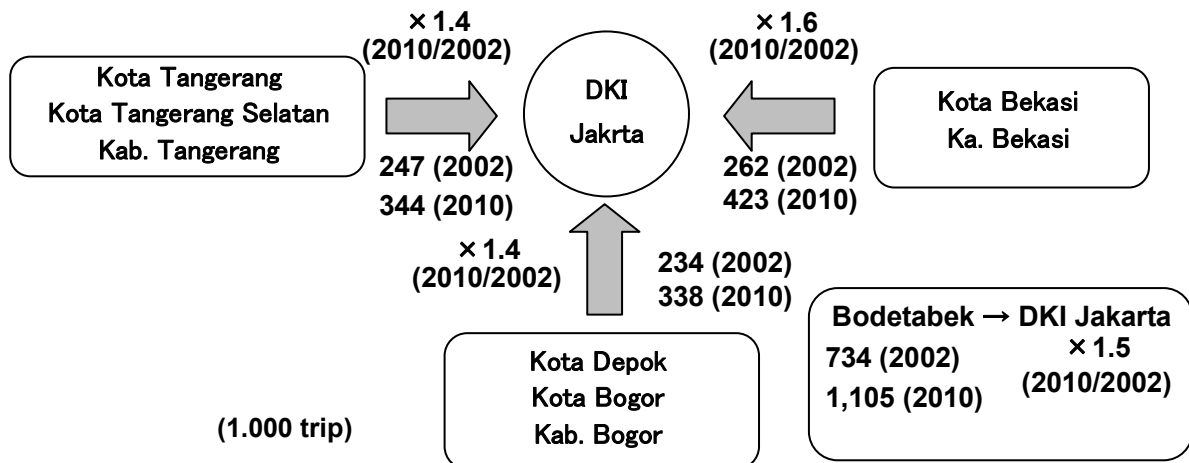 × 1.4
(2010/2002)
× 1.6
(2010/2002)
Kota Tangerang
Kota Tangerang Selatan
Kab. Tangerang
DKI
Jakrta
Kota Bekasi
Ka. Bekasi
247 (2002)
344 (2010)
262 (2002)
423 (2010)
× 1.4
(2010/2002)
234 (2002)
338 (2010)
Kota Depok
Kota Bogor
Kab. Bogor
Bodetabek → DKI Jakarta
734 (2002)
1,105 (2010)
× 1.5
(2010/2002)
(1.000 trip)